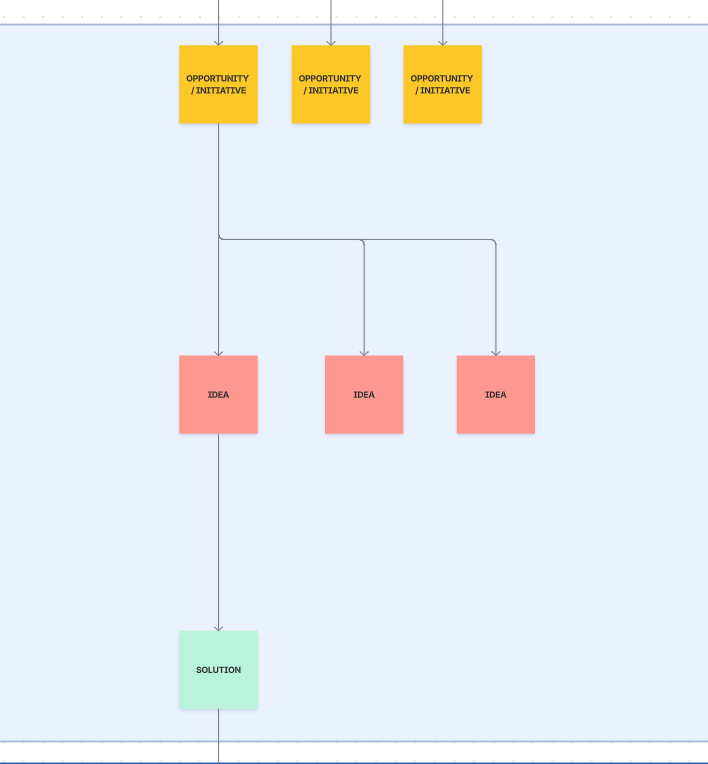 OPPORTUNITY
/ INITIATIVE
OPPORTUNITY
/ INITIATIVE
OPPORTUNITY
/ INITIATIVE
IDEA
IDEA
IDEA
SOLUTION